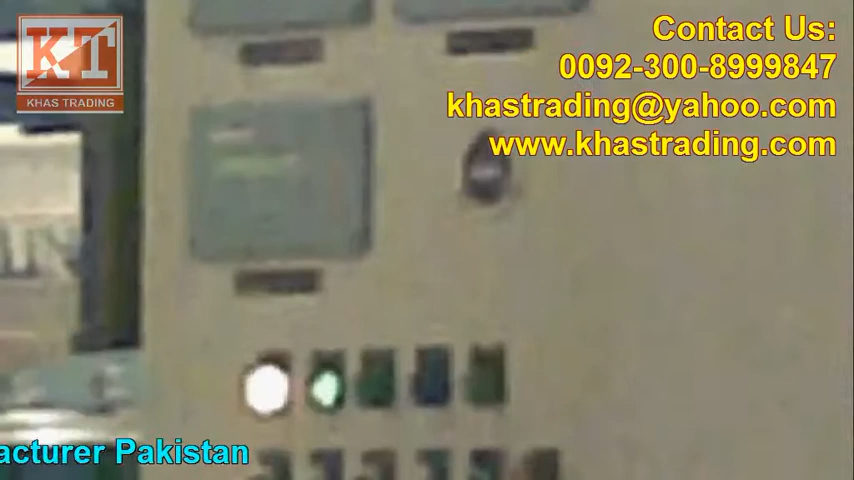 KT
KHAS TRADING
Contact Us:
0092-300-8999847
khastrading@yahoo.com
www.khastrading.com
acturer Pakistan